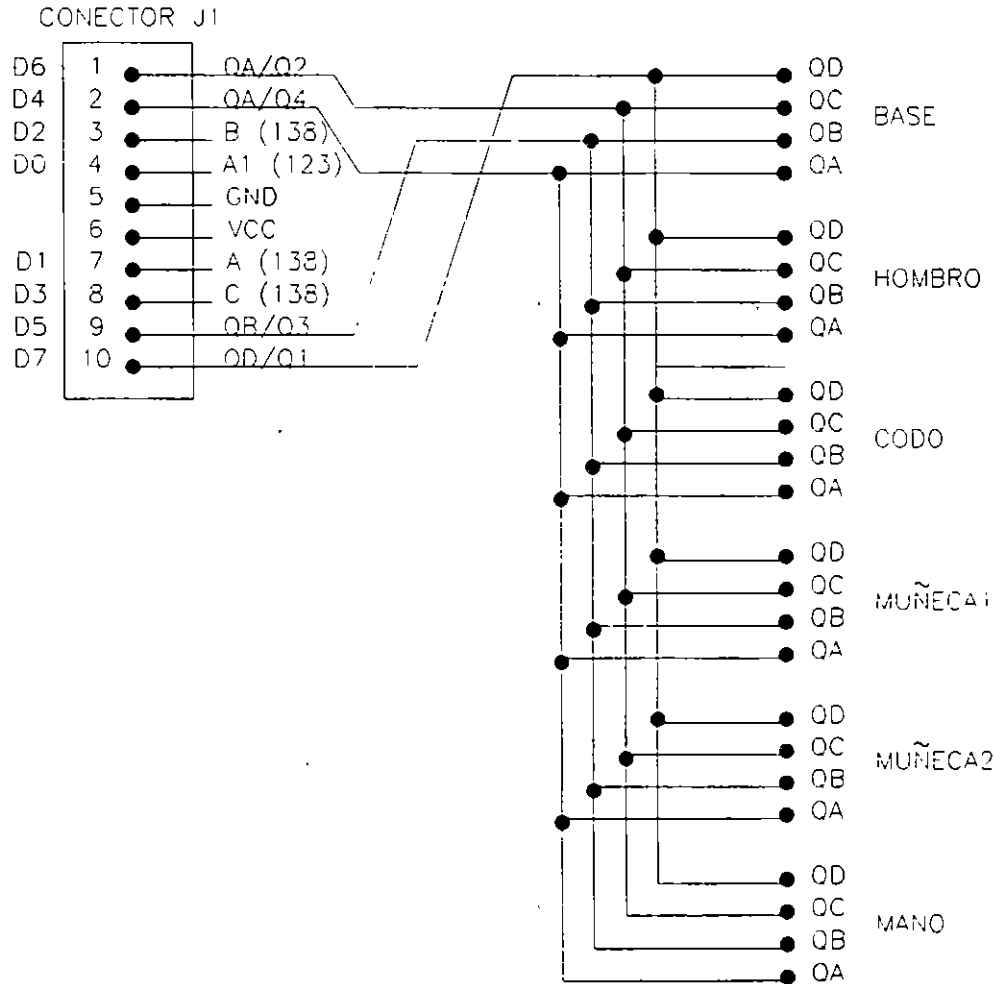 CONECTOR J1
D6 1 QA/Q2
D4 2 QA/Q4
D2 3 B (138)
D0 4 A1 (123)
5 GND
6 VCC
D1 7 A (138)
D3 8 C (138)
D5 9 QB/Q3
D7 10 QD/Q1
QD
QC
QB
QA
BASE
QD
QC
QB
QA
HOMBRO
QD
QC
QB
QA
CODO
QD
QC
QB
QA
MUÑECA1
QD
QC
QB
QA
MUÑECA2
QD
QC
QB
QA
MANO